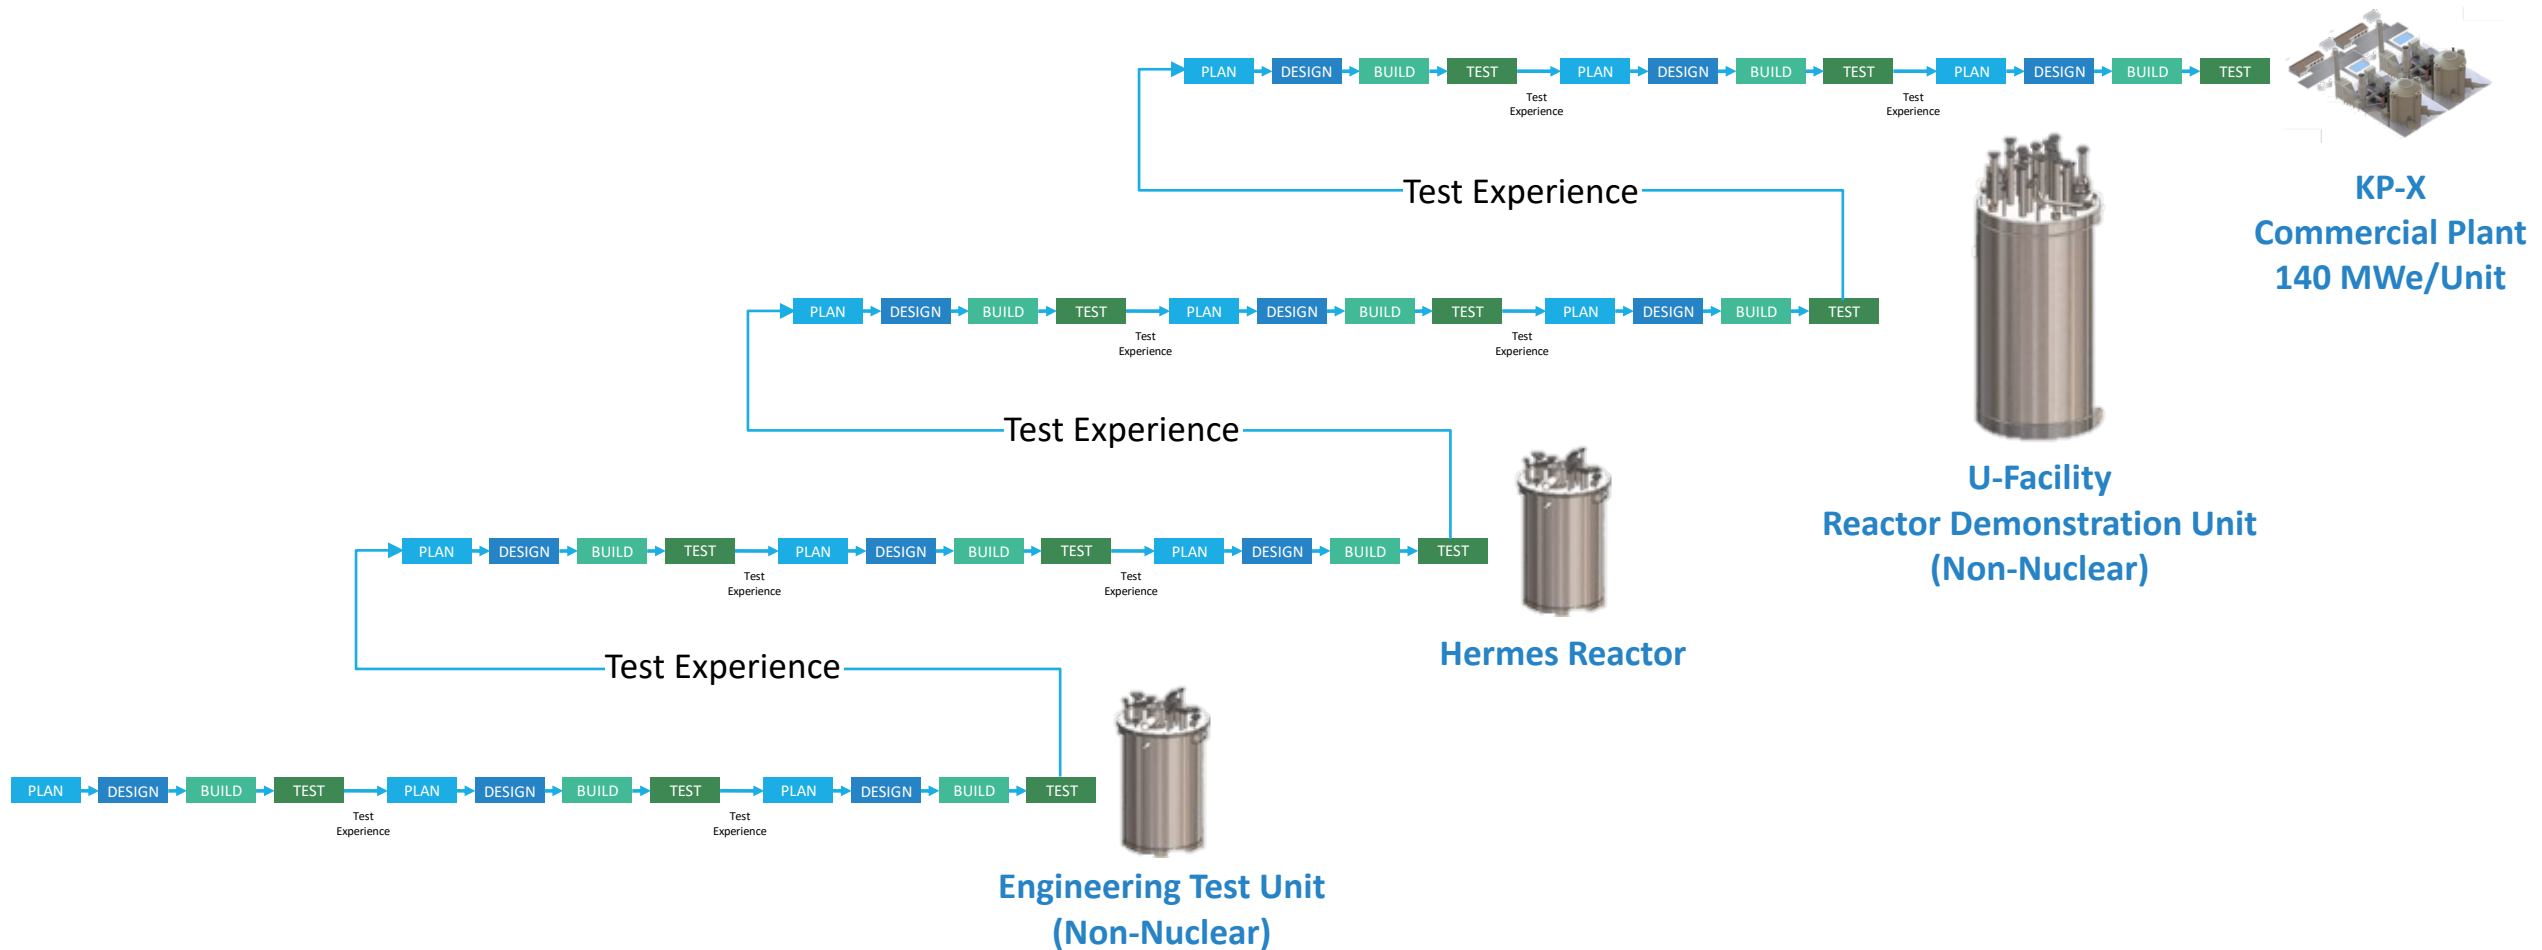 PLAN DESIGN BUILD TEST PLAN DESIGN BUILD TEST PLAN DESIGN BUILD TEST
Test
Experience
Test
Experience
Test Experience
KP-X
Commercial Plant
140 MWe/Unit
PLAN DESIGN BUILD TEST PLAN DESIGN BUILD TEST PLAN DESIGN BUILD TEST
Test
Experience
Test
Experience
Test Experience
U-Facility
Reactor Demonstration Unit
(Non-Nuclear)
PLAN DESIGN BUILD TEST PLAN DESIGN BUILD TEST PLAN DESIGN BUILD TEST
Test
Experience
Test
Experience
Test Experience
Hermes Reactor
PLAN DESIGN BUILD TEST PLAN DESIGN BUILD TEST PLAN DESIGN BUILD TEST
Test
Experience
Test
Experience
Engineering Test Unit
(Non-Nuclear)